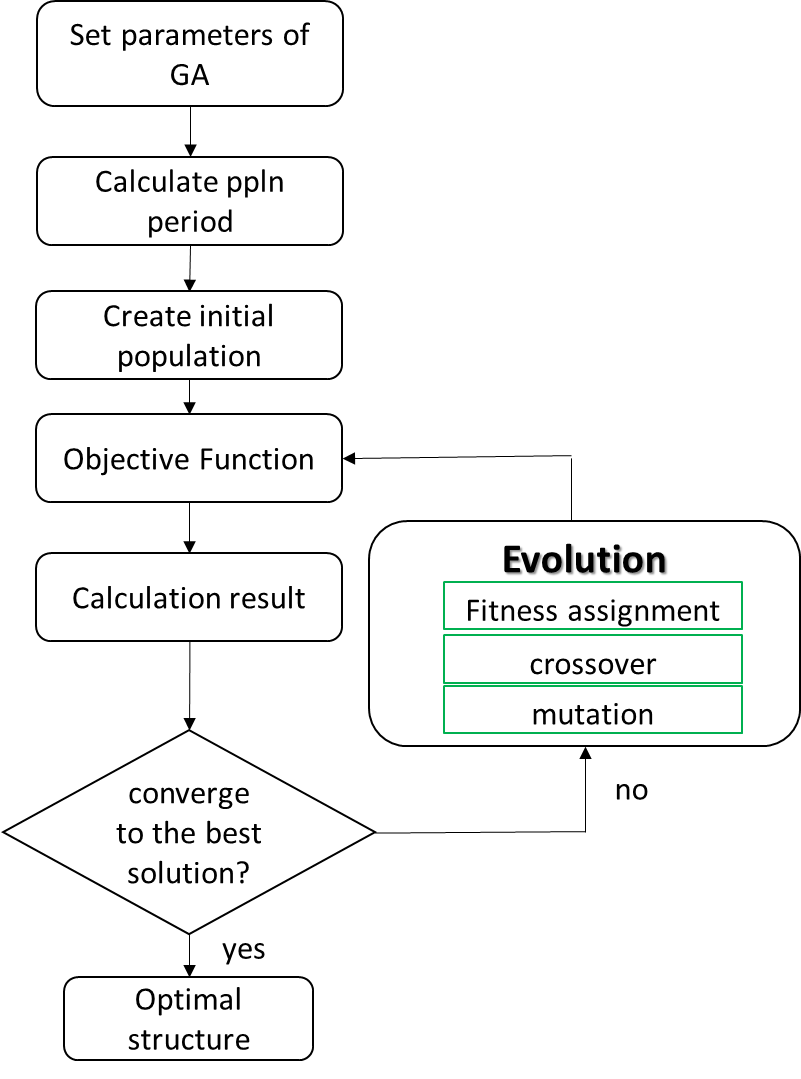 Set parameters of
GA
Calculate ppln
period
Create initial
population
Objective Function
Calculation result
converge
to the best
solution?
yes
Optimal
structure
no
Evolution
Fitness assignment
crossover
mutation